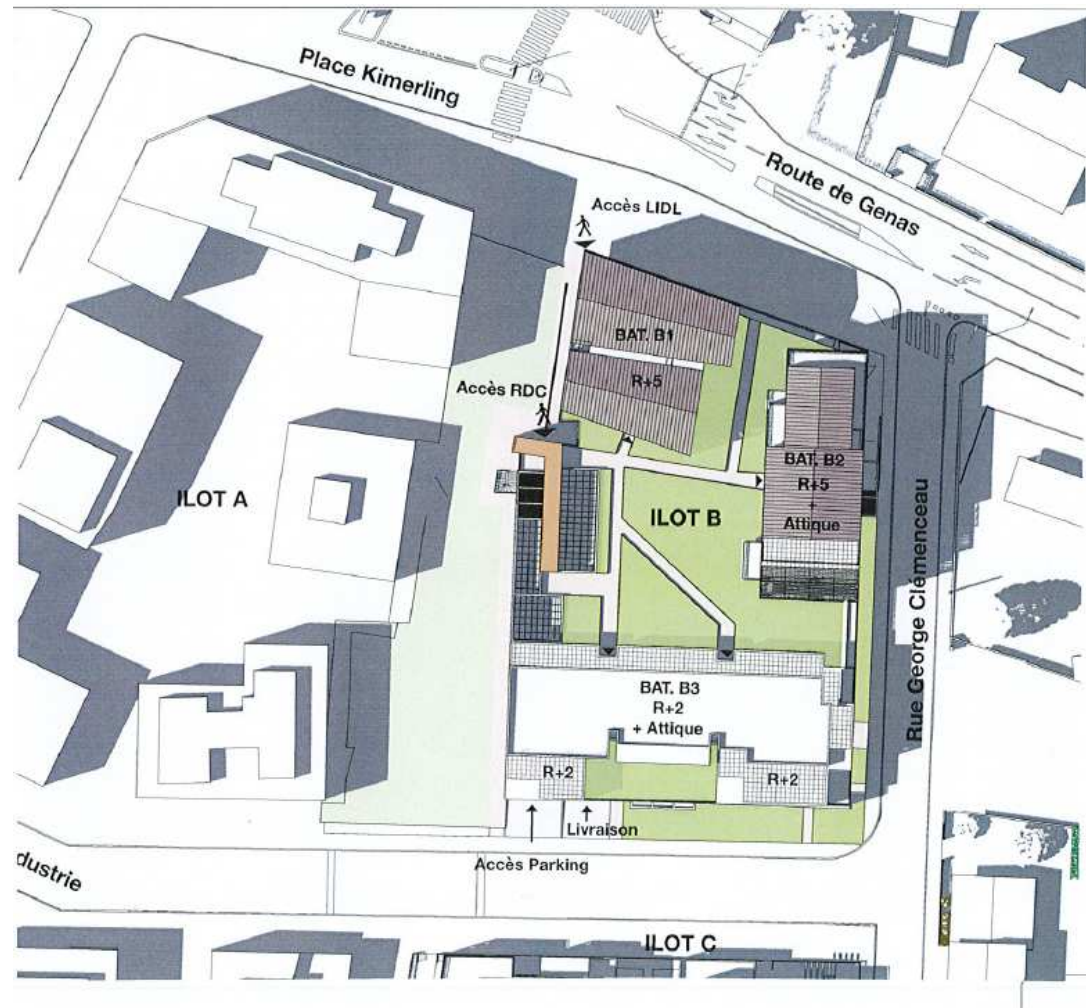 Place Kimerling
Route de Genas
Accès LIDL
BAT. B1
R+5
Accès RDC
BAT. B2
R+5
+
Attique
ILOT A
ILOT B
Rue George Clémenceau
BAT. B3
R+2
+ Attique
R+2
R+2
Livraison
Accès Parking
dustrie
ILOT C